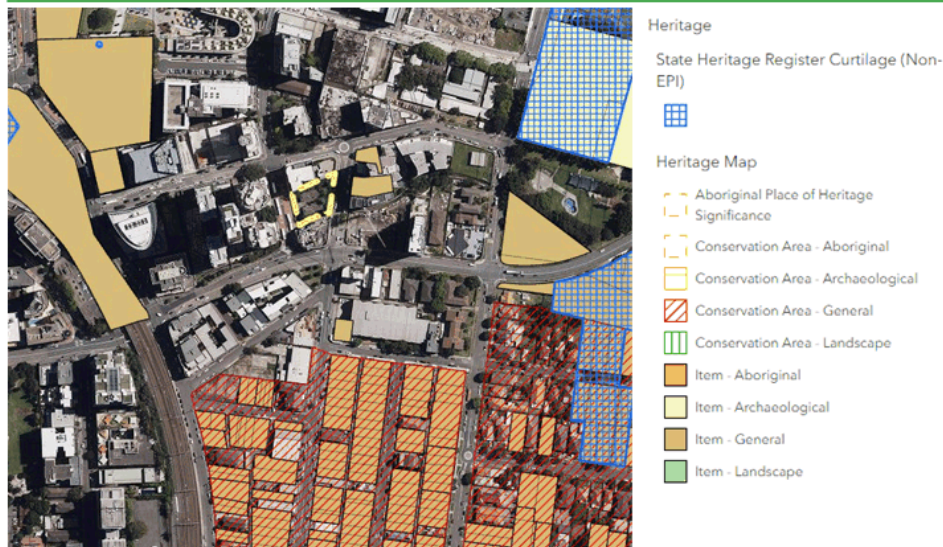 Heritage
State Heritage Register Curtilage (Non-
EPI)
Heritage Map
Aboriginal Place of Heritage
Significance
Conservation Area - Aboriginal
Conservation Area - Archaeological
Conservation Area - General
Conservation Area - Landscape
Item - Aboriginal
Item - Archaeological
Item - General
Item - Landscape